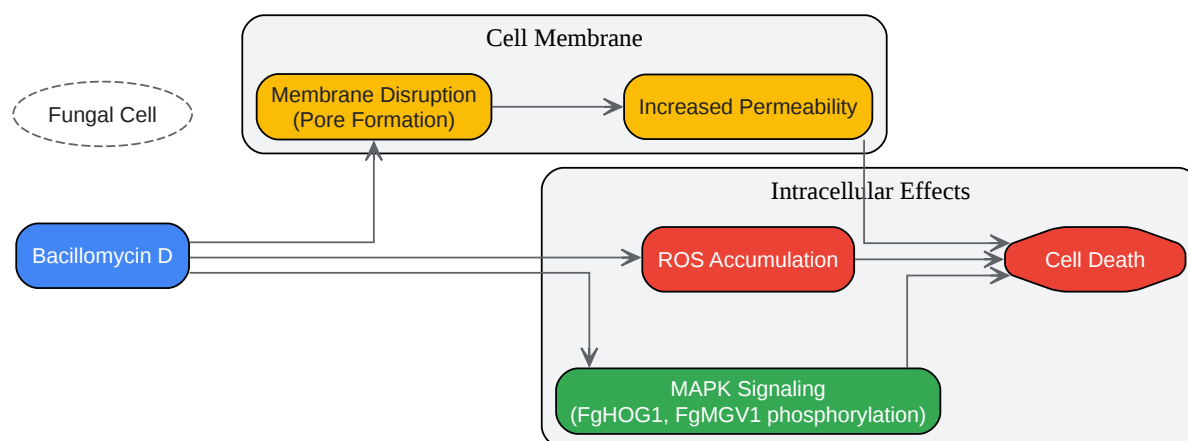 Cell Membrane
Membrane Disruption
(Pore Formation)
Increased Permeability
Fungal Cell
Intracellular Effects
Bacillomycin D
ROS Accumulation
Cell Death
MAPK Signaling
(FgHOG1, FgMGV1 phosphorylation)